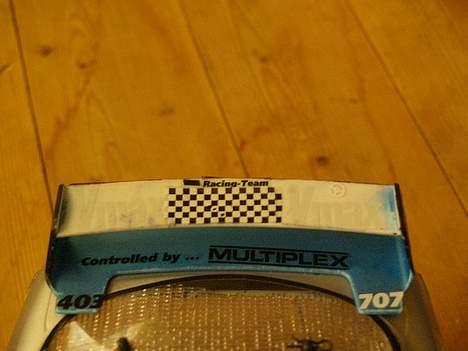 Racing-Team
Controlled by ... MULTIPLEX
403 707